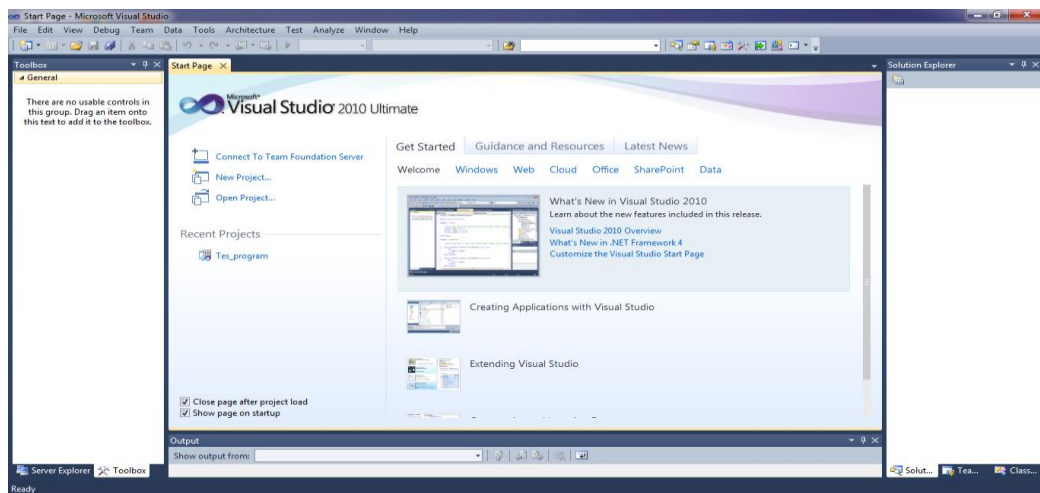 Start Page - Microsoft Visual Studio
File Edit View Debug Team Data Tools Architecture Test Analyze Window Help
Toolbox
General
There are no usable controls in
this group. Drag an item onto
this text to add it to the toolbox.
Server Explorer Toolbox
Start Page
Microsoft
Visual Studio 2010 Ultimate
Connect To Team Foundation Server
New Project...
Open Project...
Recent Projects
Tes_program
Close page after project load
Show page on startup
Get Started Guidance and Resources Latest News
Welcome Windows Web Cloud Office SharePoint Data
What's New in Visual Studio 2010
Learn about the new features included in this release.
Visual Studio 2010 Overview
What's New in .NET Framework 4
Customize the Visual Studio Start Page
Creating Applications with Visual Studio
Extending Visual Studio
Output
Show output from:
Solution Explorer
Solut... Tea... Class...
Ready